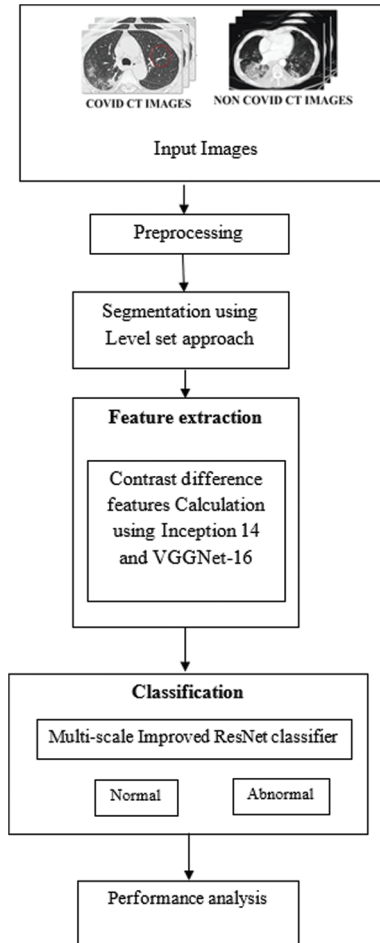 COVID CT IMAGES
NON COVID CT IMAGES
Input Images
Preprocessing
Segmentation using
Level set approach
Feature extraction
Contrast difference
features Calculation
using Inception 14
and VGGNet-16
Classification
Multi-scale Improved ResNet classifier
Normal
Abnormal
Performance analysis